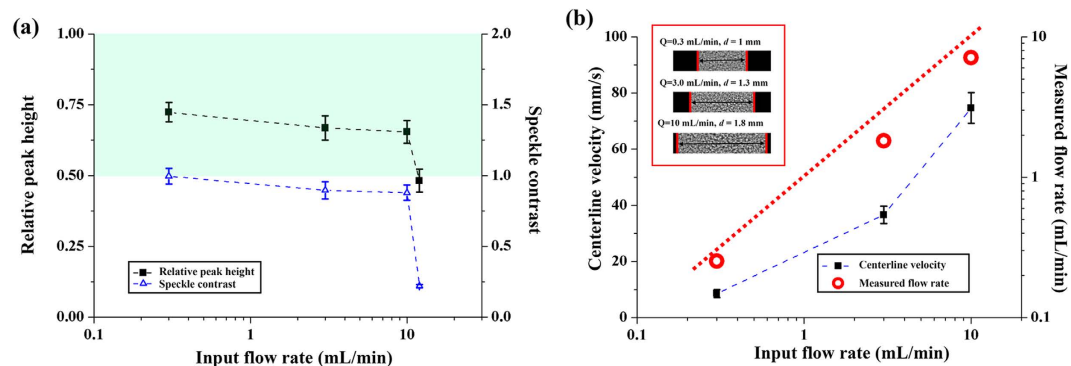 (a)
1.00
0.75
0.50
0.25
0.00
Relative peak height
2.0
1.5
1.0
0.5
0.0
Speckle contrast
Relative peak height
Speckle contrast
0.1
1
10
Input flow rate (mL/min)
(b)
100
80
60
40
20
0
Centerline velocity (mm/s)
Q=0.3 mL/min, d = 1 mm
Q=3.0 mL/min, d = 1.3 mm
Q=10 mL/min, d = 1.8 mm
10
1
0.1
Measured flow rate (mL/min)
Centerline velocity
Measured flow rate
0.1
1
10
Input flow rate (mL/min)